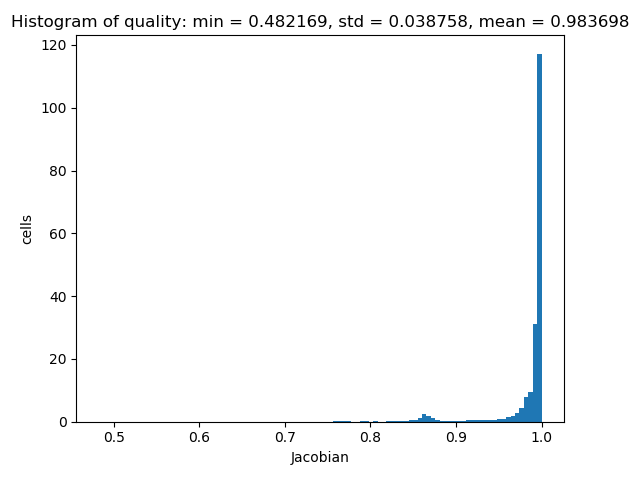 Histogram of quality: min = 0.482169, std = 0.038758, mean = 0.983698
120
100
80
60
40
20
0
cells
0.5 0.6 0.7 0.8 0.9 1.0
Jacobian